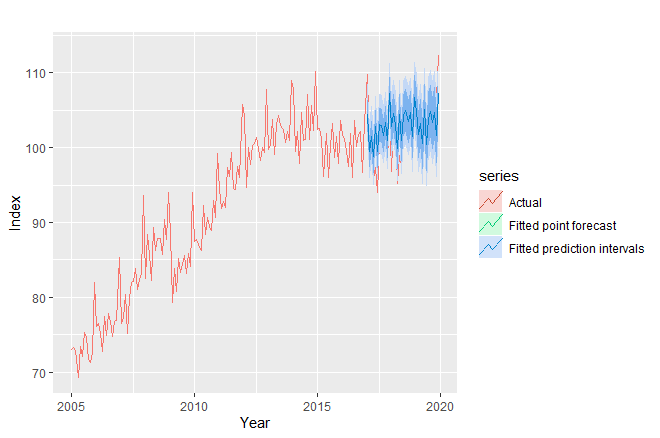 110
100
90
80
70
Index
2005
2010
2015
2020
Year
series
Actual
Fitted point forecast
Fitted prediction intervals